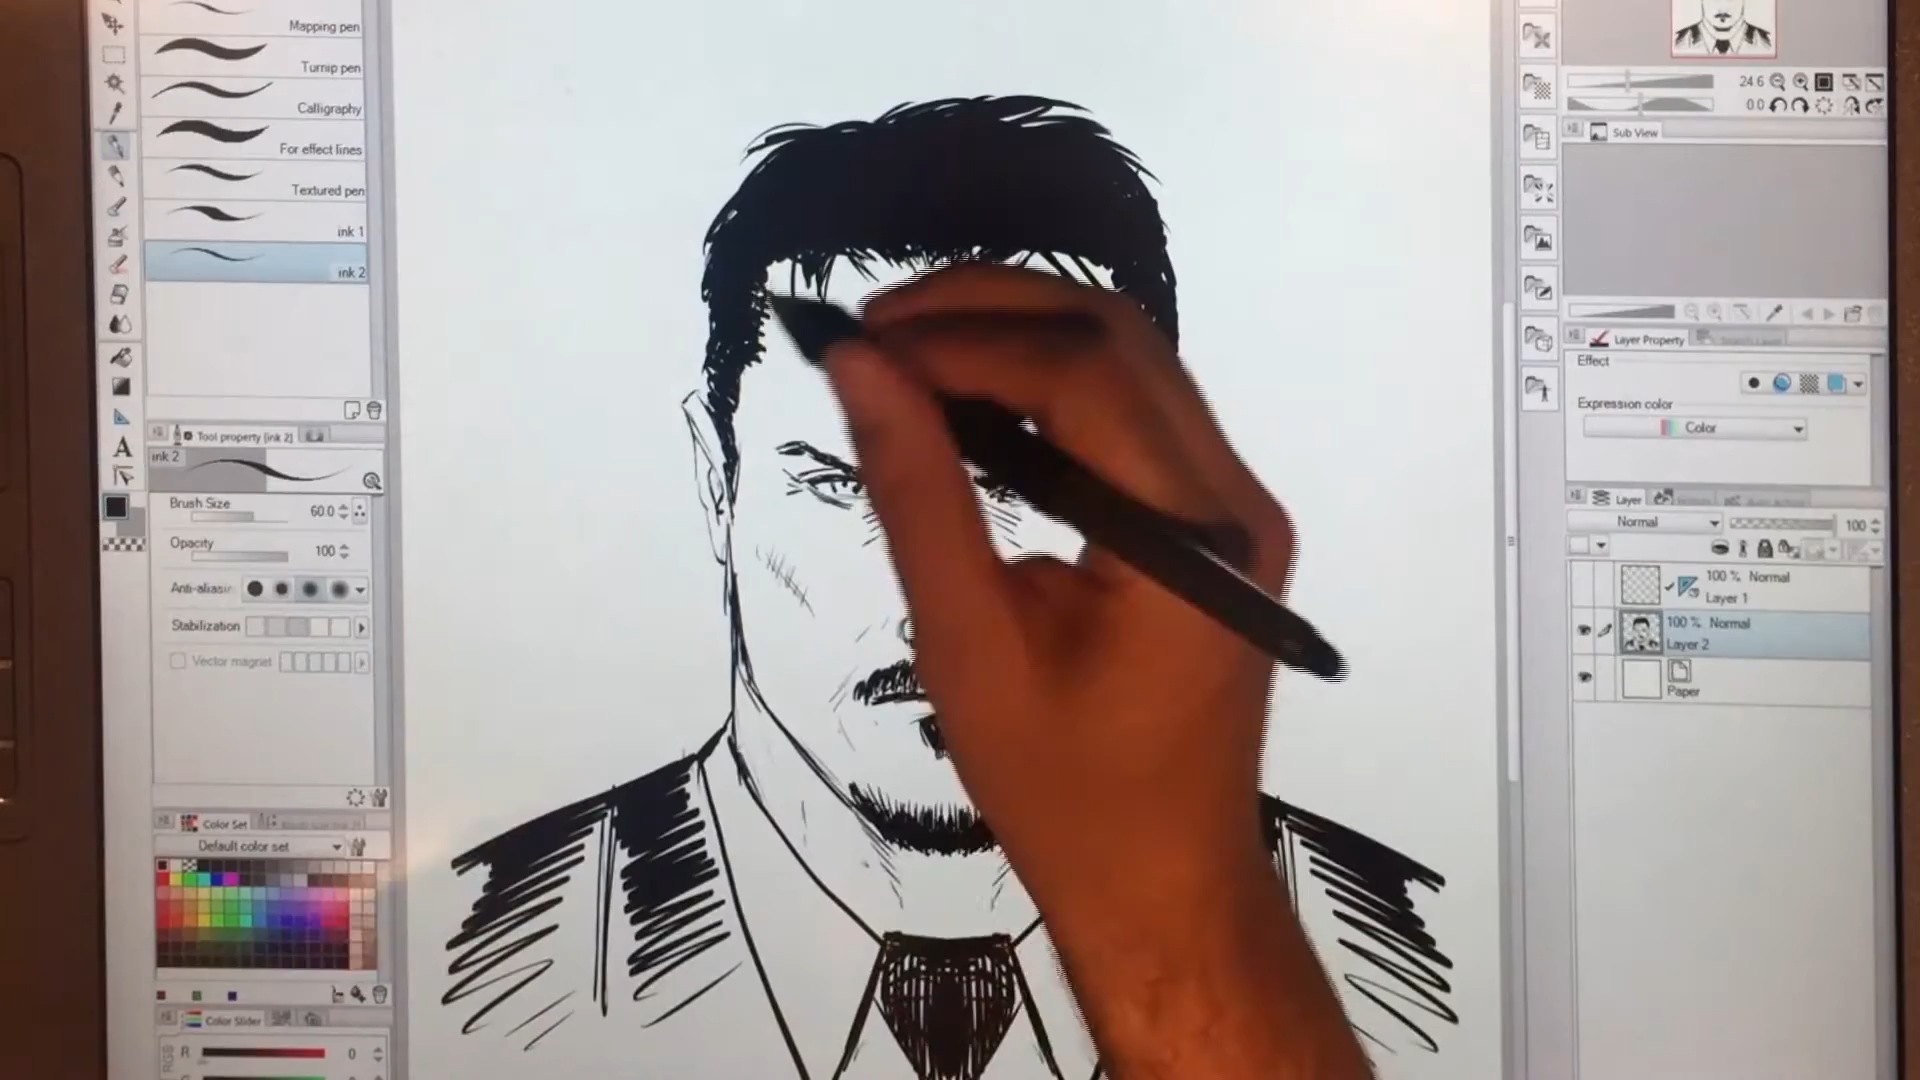 Mapping pen
Turnip pen
Calligraphy
For effect lines
Textured pen
ink 1
ink 2
Tool property [ink 2]
ink 2
Brush Size
60.0
Opacity
100
Anti-aliasin
Stabilization
Vector magnet
Color Set
Default color set
Color Slider
RGB
R
0
24.6
0.0
Sub View
Layer Property
Search Layer
Effect
Expression color
Color
Layer
Normal
100
100 % Normal
Layer 1
100 % Normal
Layer 2
Paper
A